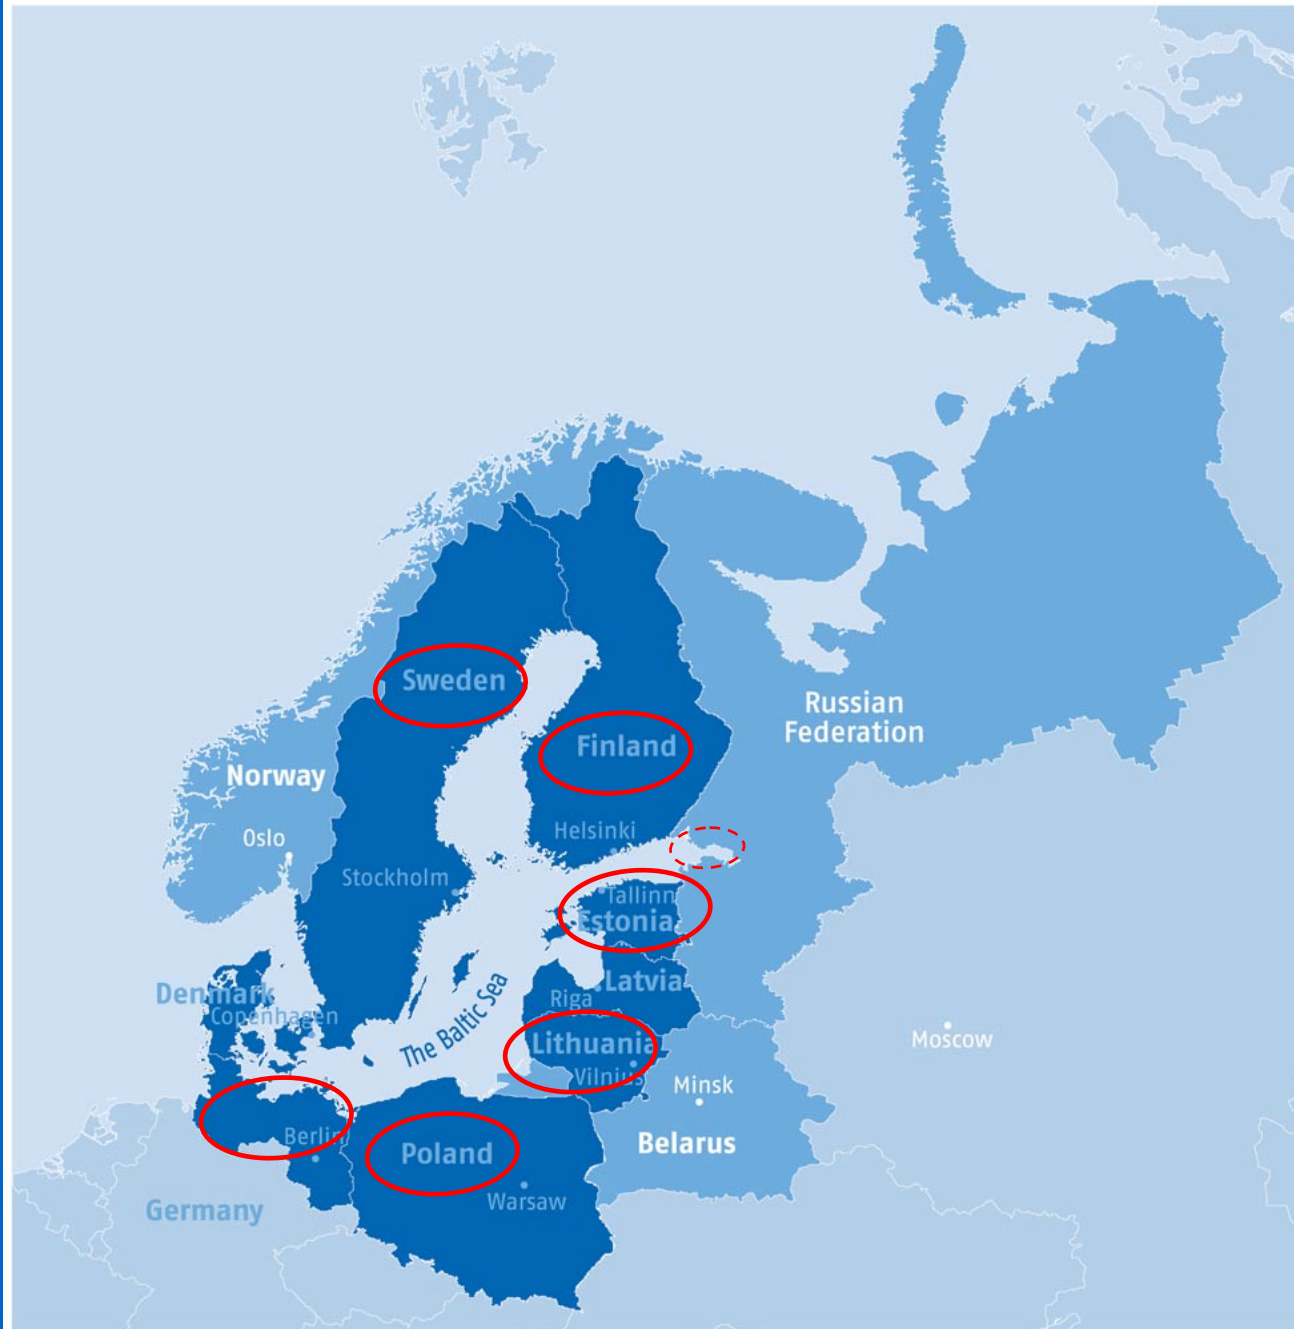 Sweden
Russian
Federation
Finland
Norway
Helsinki
Oslo
Stockholm
Tallinn
Estonia
Latvia
Denmark
Riga
Copenhagen
The Baltic Sea
Lithuania
Moscow
Vilnius
Minsk
Berlin
Belarus
Poland
Warsaw
Germany